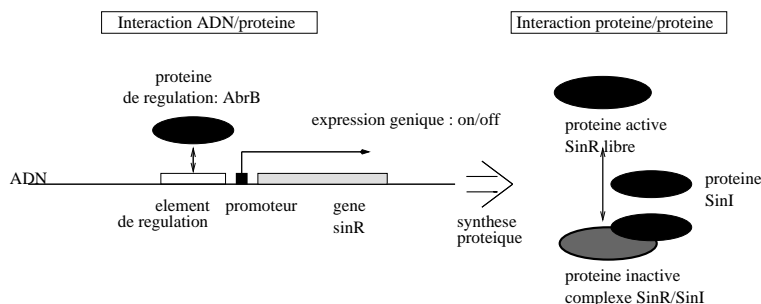 Interaction ADN/proteine
proteine
de regulation: AbrB
expression genique : on/off
ADN
element
de regulation
promoteur
gene
sinR
synthese
proteique
Interaction proteine/proteine
proteine active
SinR libre
proteine
SinI
proteine inactive
complexe SinR/SinI